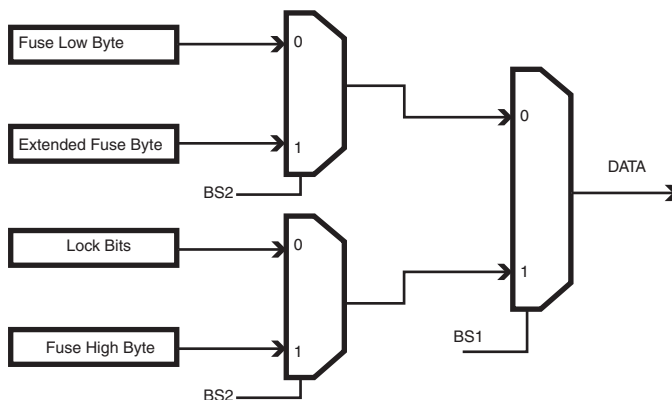 Fuse Low Byte
0
Extended Fuse Byte
1
BS2
0
DATA
Lock Bits
0
1
Fuse High Byte
1
BS1
BS2